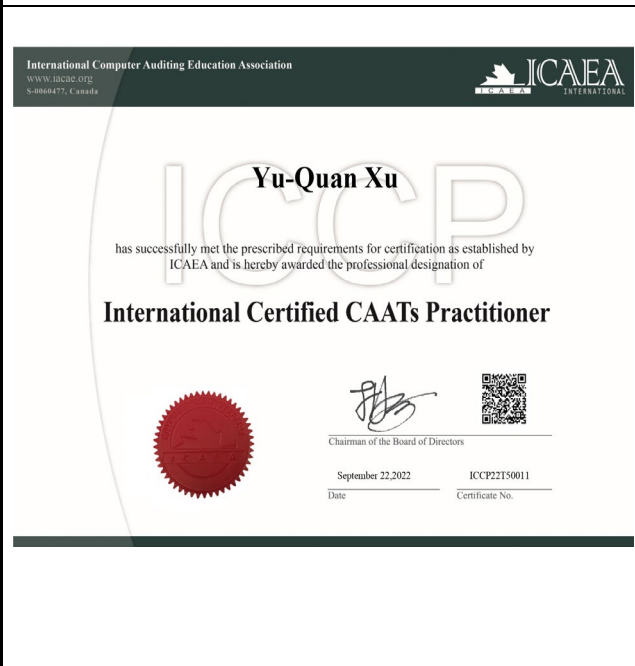 International Computer Auditing Education Association
www.iacae.org
S-0060477, Canada
ICAEA
ICAEA
INTERNATIONAL
ICCP
Yu-Quan Xu
has successfully met the prescribed requirements for certification as established by
ICAEA and is hereby awarded the professional designation of
International Certified CAATs Practitioner
Chairman of the Board of Directors
September 22,2022
ICCP22T50011
Date
Certificate No.